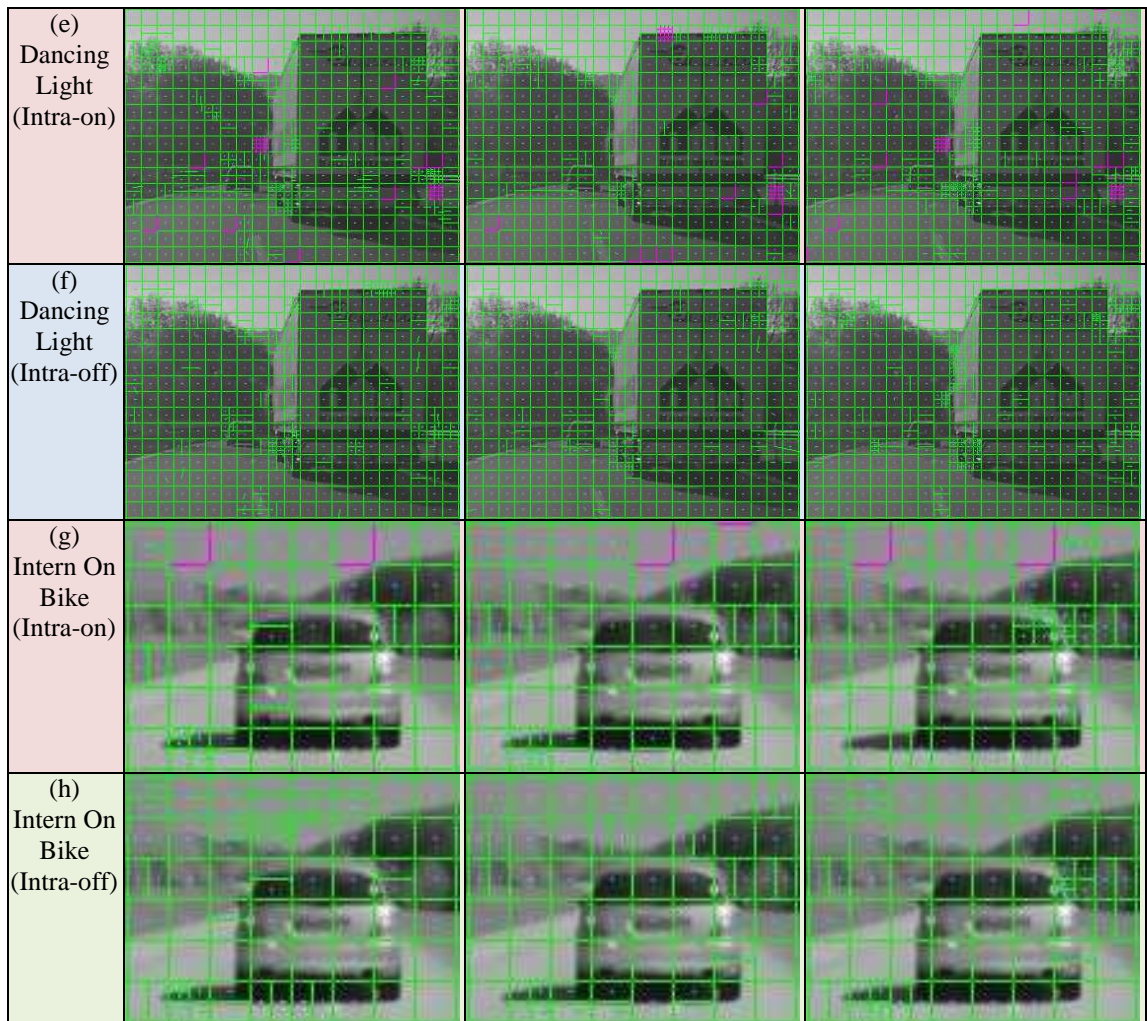 (e)
Dancing
Light
(Intra-on)
(f)
Dancing
Light
(Intra-off)
(g)
Intern On
Bike
(Intra-on)
(h)
Intern On
Bike
(Intra-off)